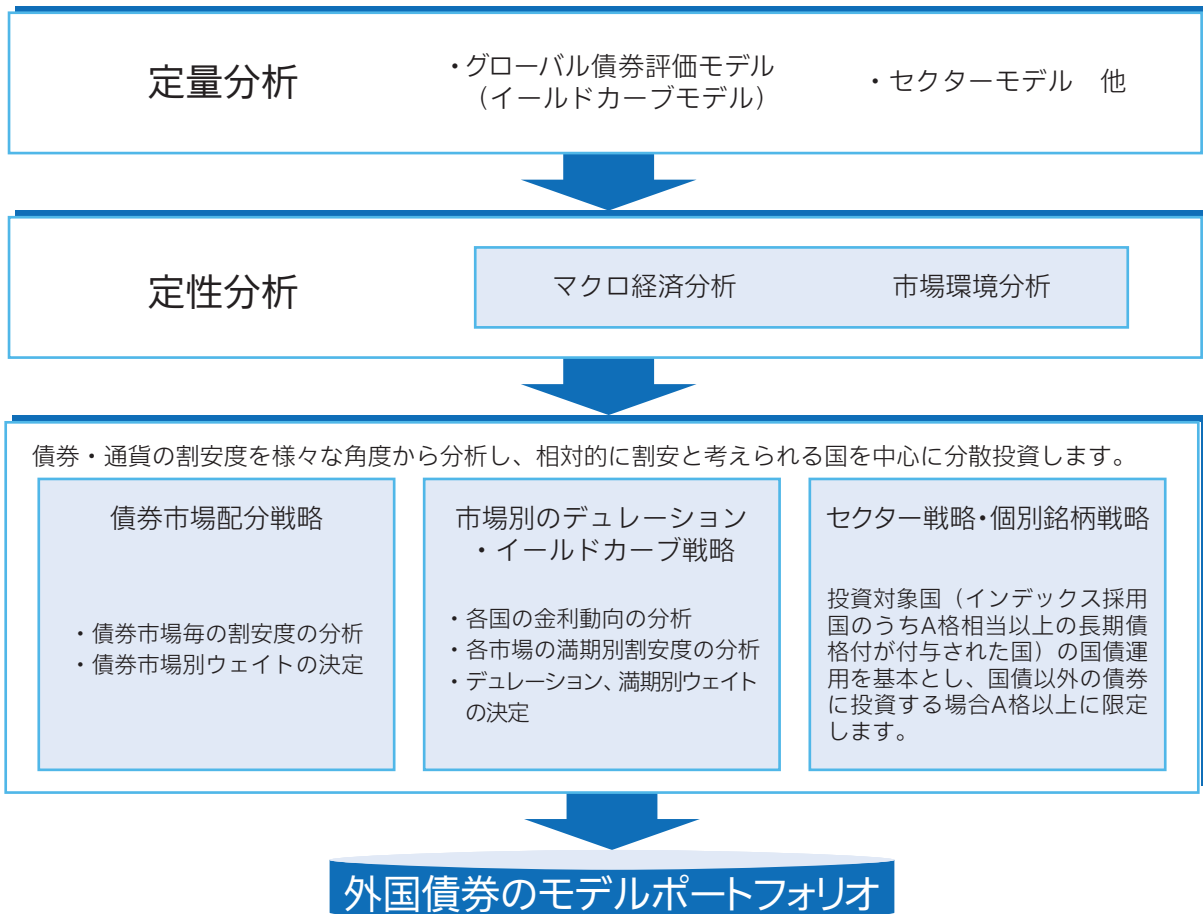 定量分析
・グローバル債券評価モデル
（イールドカーブモデル）
・セクターモデル　他
定性分析
マクロ経済分析
市場環境分析
債券・通貨の割安度を様々な角度から分析し、相対的に割安と考えられる国を中心に分散投資します。
債券市場配分戦略
・債券市場毎の割安度の分析
・債券市場別ウェイトの決定
市場別のデュレーション
・イールドカーブ戦略
・各国の金利動向の分析
・各市場の満期別割安度の分析
・デュレーション、満期別ウェイト
の決定
セクター戦略・個別銘柄戦略
投資対象国（インデックス採用
国のうちA格相当以上の長期債
格付が付与された国）の国債運
用を基本とし、国債以外の債券
に投資する場合A格以上に限定
します。
外国債券のモデルポートフォリオ